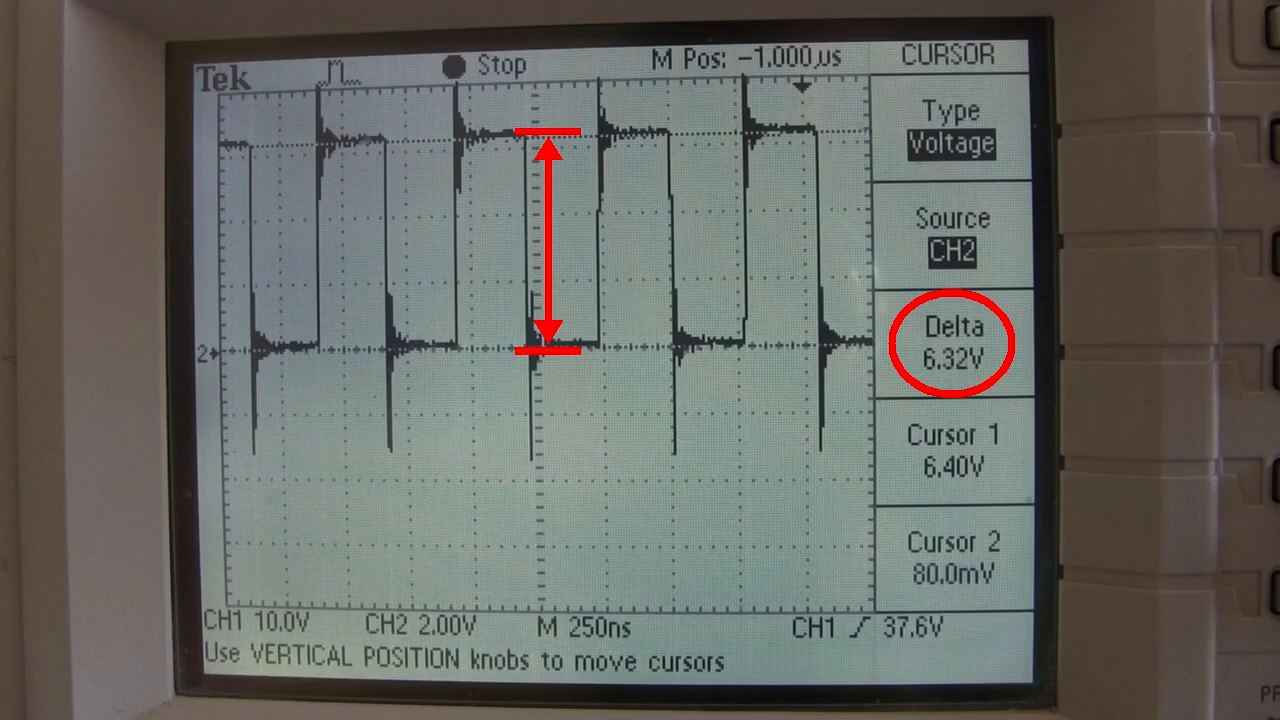 Tek
Stop
M Pos: -1.000µs
CURSOR
Type
Voltage
Source
CH2
Delta
6.32V
Cursor 1
6.40V
Cursor 2
80.0mV
2
CH1 10.0V
CH2 2.00V
M 250ns
CH1
37.6V
Use VERTICAL POSITION knobs to move cursors